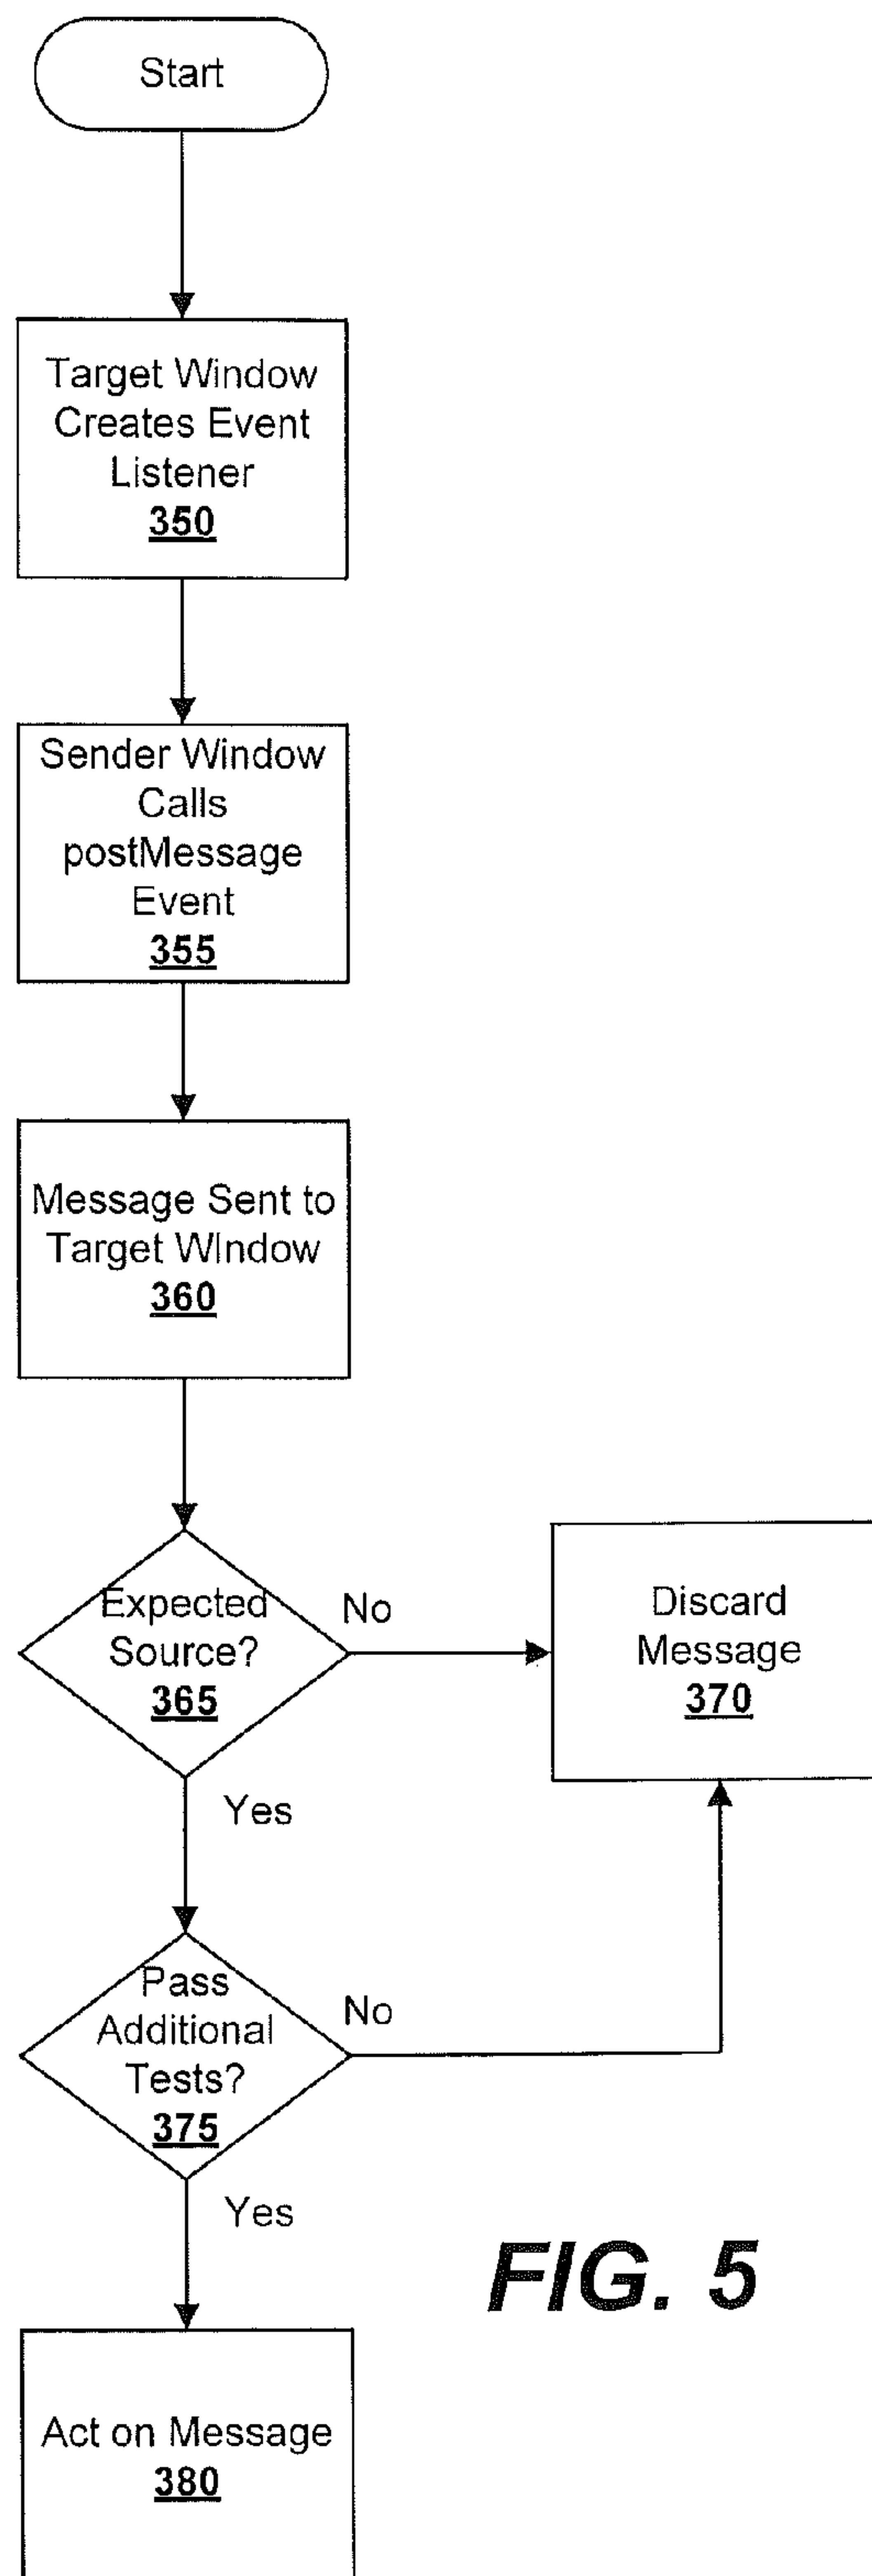 Start
Target Window
Creates Event
Listener
350
Sender Window
Calls
postMessage
Event
355
Message Sent to
Target WIndow
360
Expected
Source?
365
No
Discard
Message
370
Yes
Pass
Additional
Tests?
375
No
Yes
FIG. 5
Act on Message
380